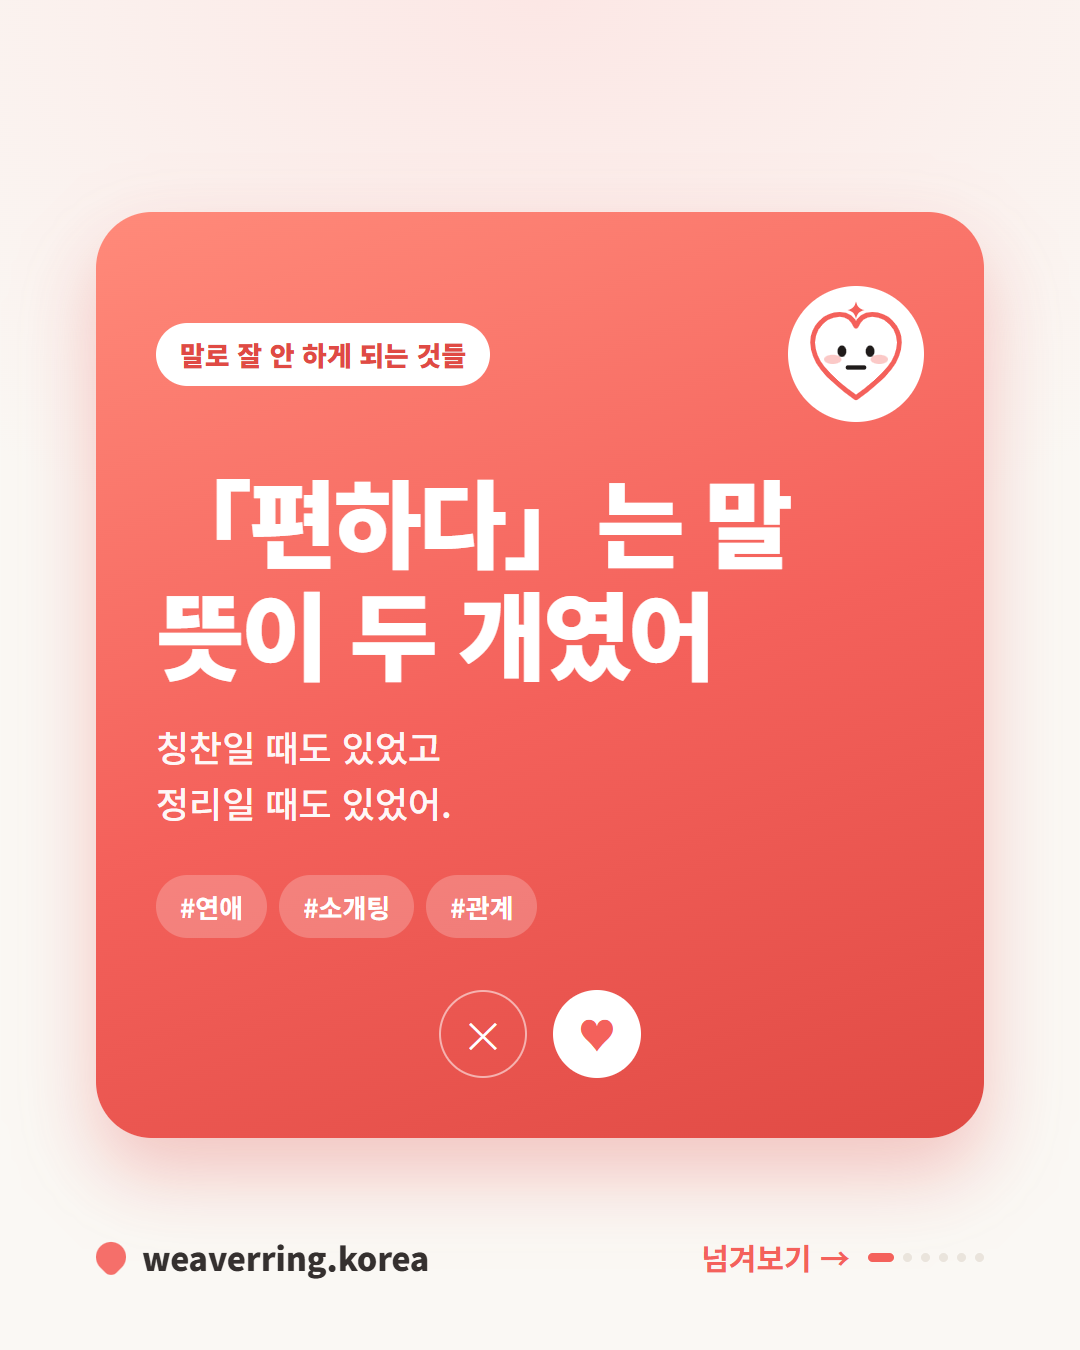 말로 잘 안 하게 되는 것들
「편하다」는 말
뜻이 두 개였어
칭찬일 때도 있었고
정리일 때도 있었어.
#연애 #소개팅 #관계
weaverring.korea
넘겨보기 →